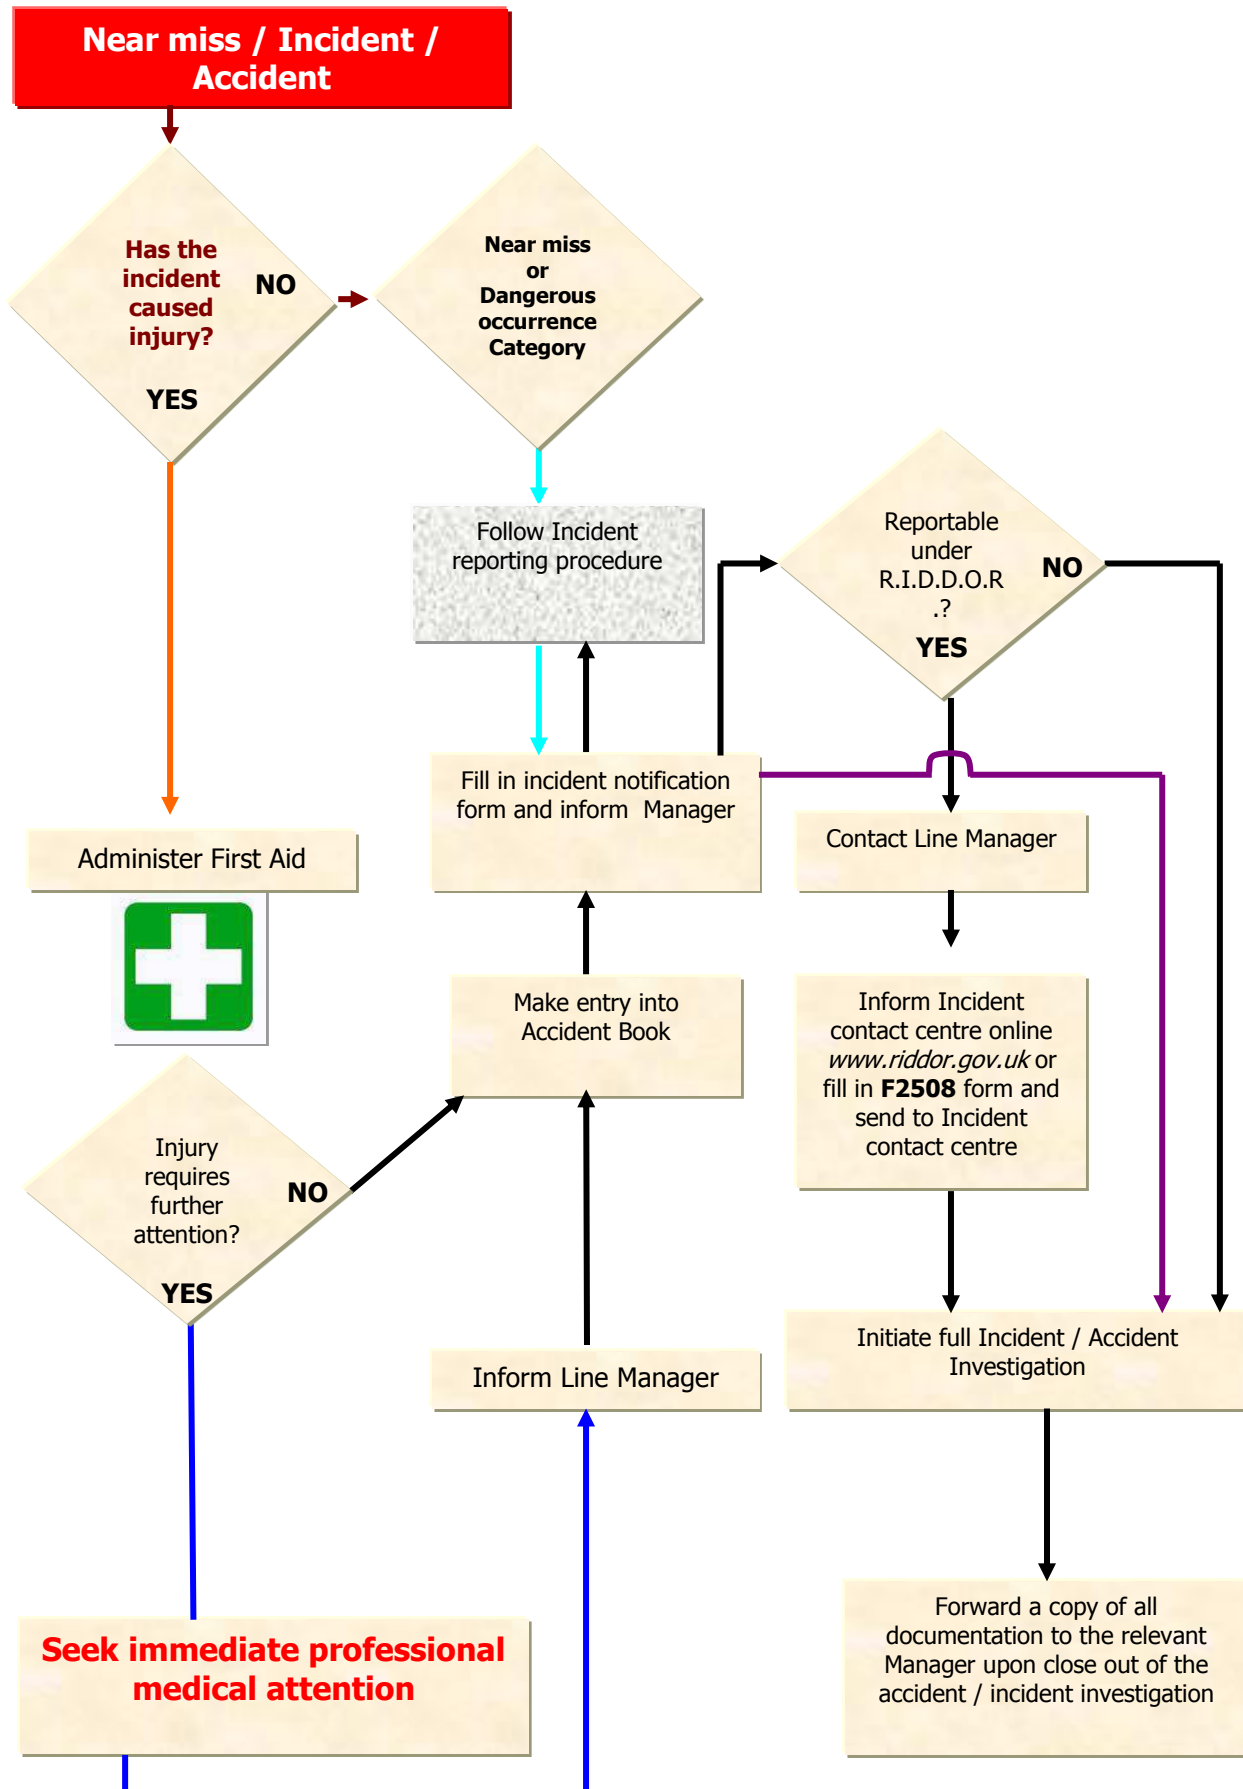 Near miss / Incident /
Accident
Has the
incident
caused
injury?
NO
YES
Near miss
or
Dangerous
occurrence
Category
Follow Incident
reporting procedure
Reportable
under
R.I.D.D.O.R
.?
NO
YES
Fill in incident notification
form and inform  Manager
Contact Line Manager
Administer First Aid
Make entry into
Accident Book
Inform Incident
contact centre online
www.riddor.gov.uk or
fill in F2508 form and
send to Incident
contact centre
Injury
requires
further
attention?
NO
YES
Inform Line Manager
Initiate full Incident / Accident
Investigation
Seek immediate professional
medical attention
Forward a copy of all
documentation to the relevant
Manager upon close out of the
accident / incident investigation